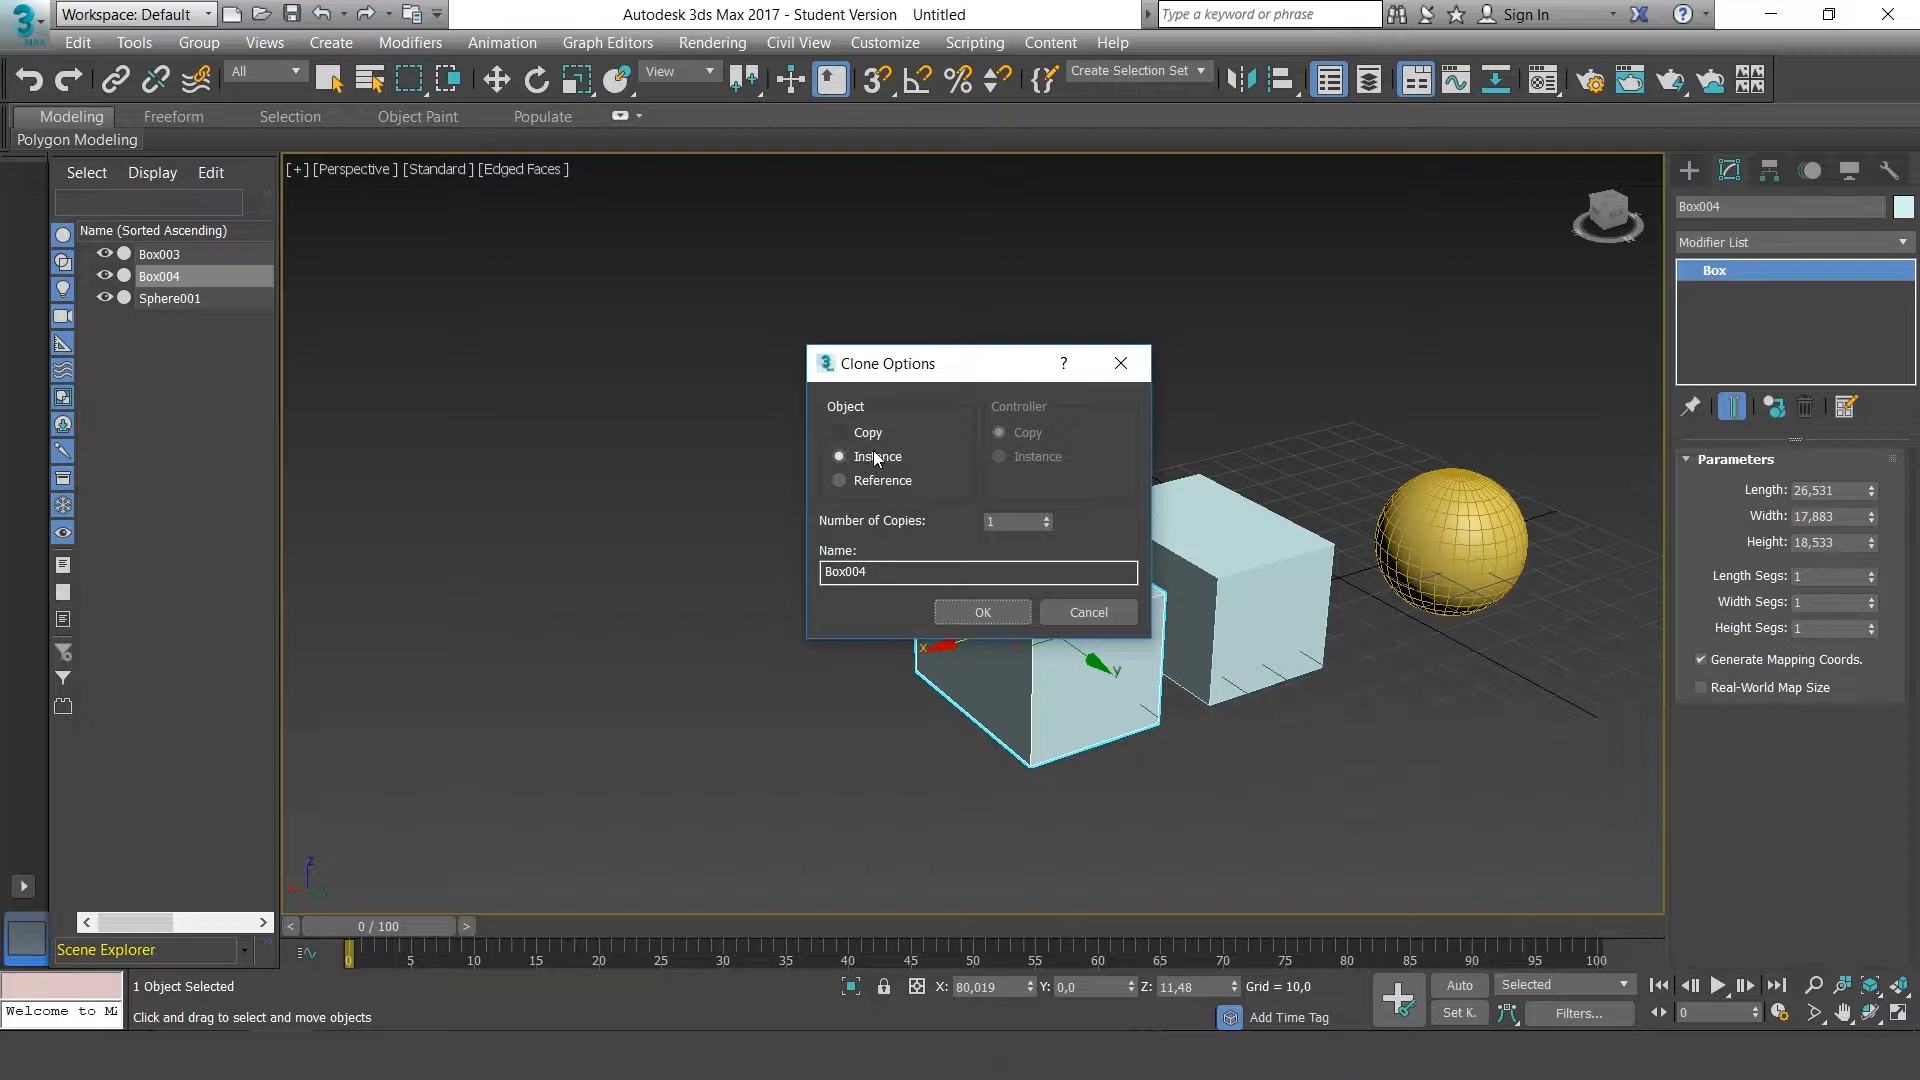 Workspace: Default
Autodesk 3ds Max 2017 - Student Version    Untitled
Type a keyword or phrase
Sign In
MAX
Edit Tools Group Views Create Modifiers Animation Graph Editors Rendering Civil View Customize Scripting Content Help
All
View
Create Selection Set
Modeling Freeform Selection Object Paint Populate
Polygon Modeling
Select Display Edit
Name (Sorted Ascending)
Box003
Box004
Sphere001
[+] [Perspective ] [Standard ] [Edged Faces ]
Clone Options
Object
Copy
Instance
Reference
Controller
Copy
Instance
Number of Copies: 1
Name:
Box004
OK Cancel
x
y
z
Box004
Modifier List
Box
Parameters
Length: 26,531
Width: 17,883
Height: 18,533
Length Segs: 1
Width Segs: 1
Height Segs: 1
Generate Mapping Coords.
Real-World Map Size
0 / 100
Scene Explorer
0 5 10 15 20 25 30 35 40 45 50 55 60 65 70 75 80 85 90 95 100
1 Object Selected
X: 80,019 Y: 0,0 Z: 11,48 Grid = 10,0
Auto Selected
Welcome to MA
Click and drag to select and move objects
Add Time Tag
Set K. Filters...
0